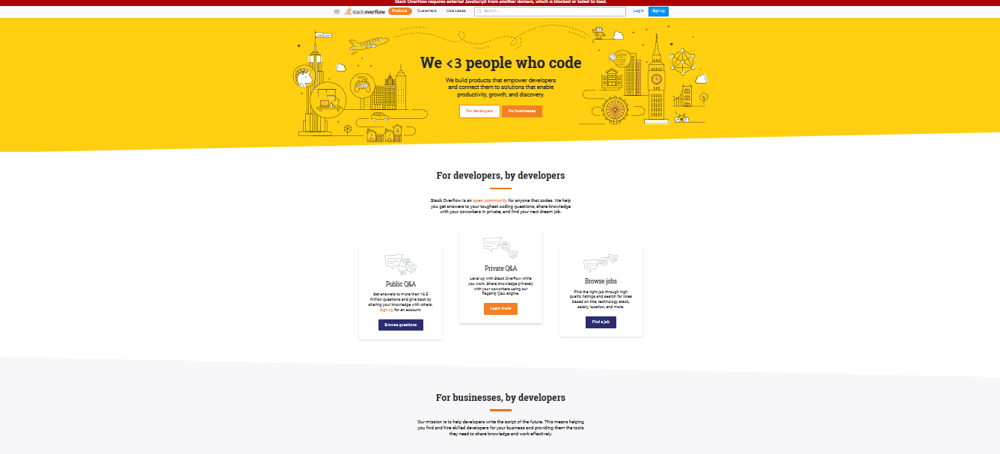 Stack Overflow requires external JavaScript from another domain, which is blocked or failed to load.
stackoverflow Products Customers Use cases Search… Log in Sign up
We <3 people who code
We build products that empower developers
and connect them to solutions that enable
productivity, growth, and discovery.
For developers For businesses
For developers, by developers
Stack Overflow is an open community for anyone that codes. We help
you get answers to your toughest coding questions, share knowledge
with your coworkers in private, and find your next dream job.
Public Q&A
Get answers to more than 16.5
million questions and give back by
sharing your knowledge with others.
Sign up for an account.
Browse questions
Private Q&A
Level up with Stack Overflow while
you work. Share knowledge privately
with your coworkers using our
flagship Q&A engine.
Learn more
Browse jobs
Find the right job through high
quality listings and search for roles
based on title, technology stack,
salary, location, and more.
Find a job
For businesses, by developers
Our mission is to help developers write the script of the future. This means helping
you find and hire skilled developers for your business and providing them the tools
they need to share knowledge and work effectively.